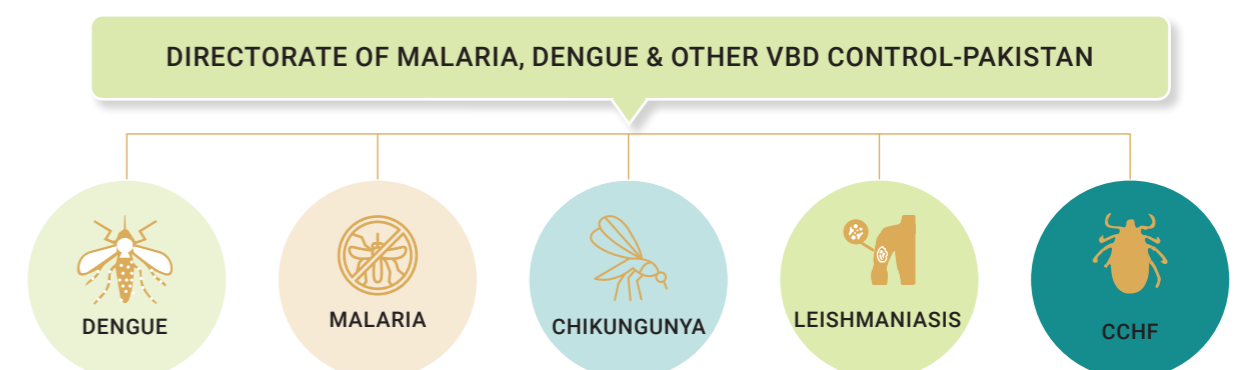 DIRECTORATE OF MALARIA, DENGUE & OTHER VBD CONTROL-PAKISTAN
DENGUE
MALARIA
CHIKUNGUNYA
LEISHMANIASIS
CCHF